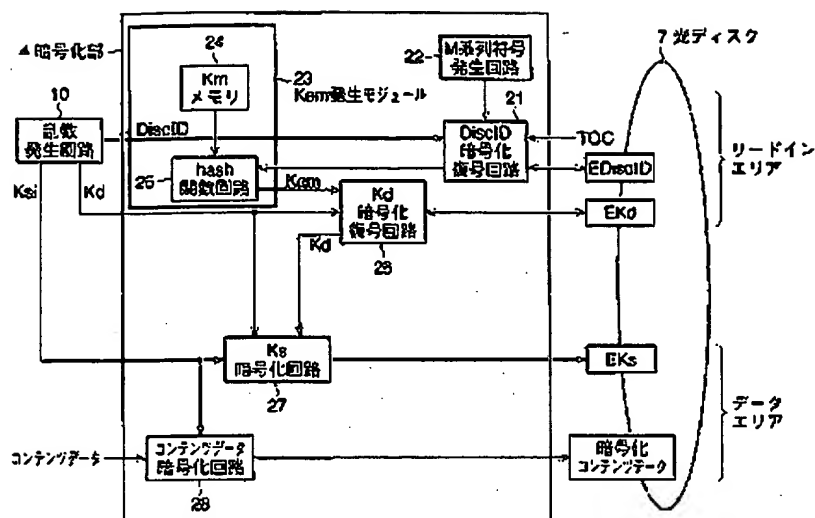 7 光ディスク
4 暗号化部
24
Km
メモリ
22
M系列符号
発生回路
23
Kem発生モジュール
21
10
乱数
発生回路
DiscID
DiscID
暗号化
復号回路
TOC
EDiscID
リードイン
エリア
25
hash
関数回路
Kem
Ksi
Kd
Kd
暗号化
復号回路
26
EKd
Kd
Ks
暗号化回路
27
EKs
データ
エリア
コンテンツデータ
コンテンツデータ
暗号化回路
28
暗号化
コンテンツデータ